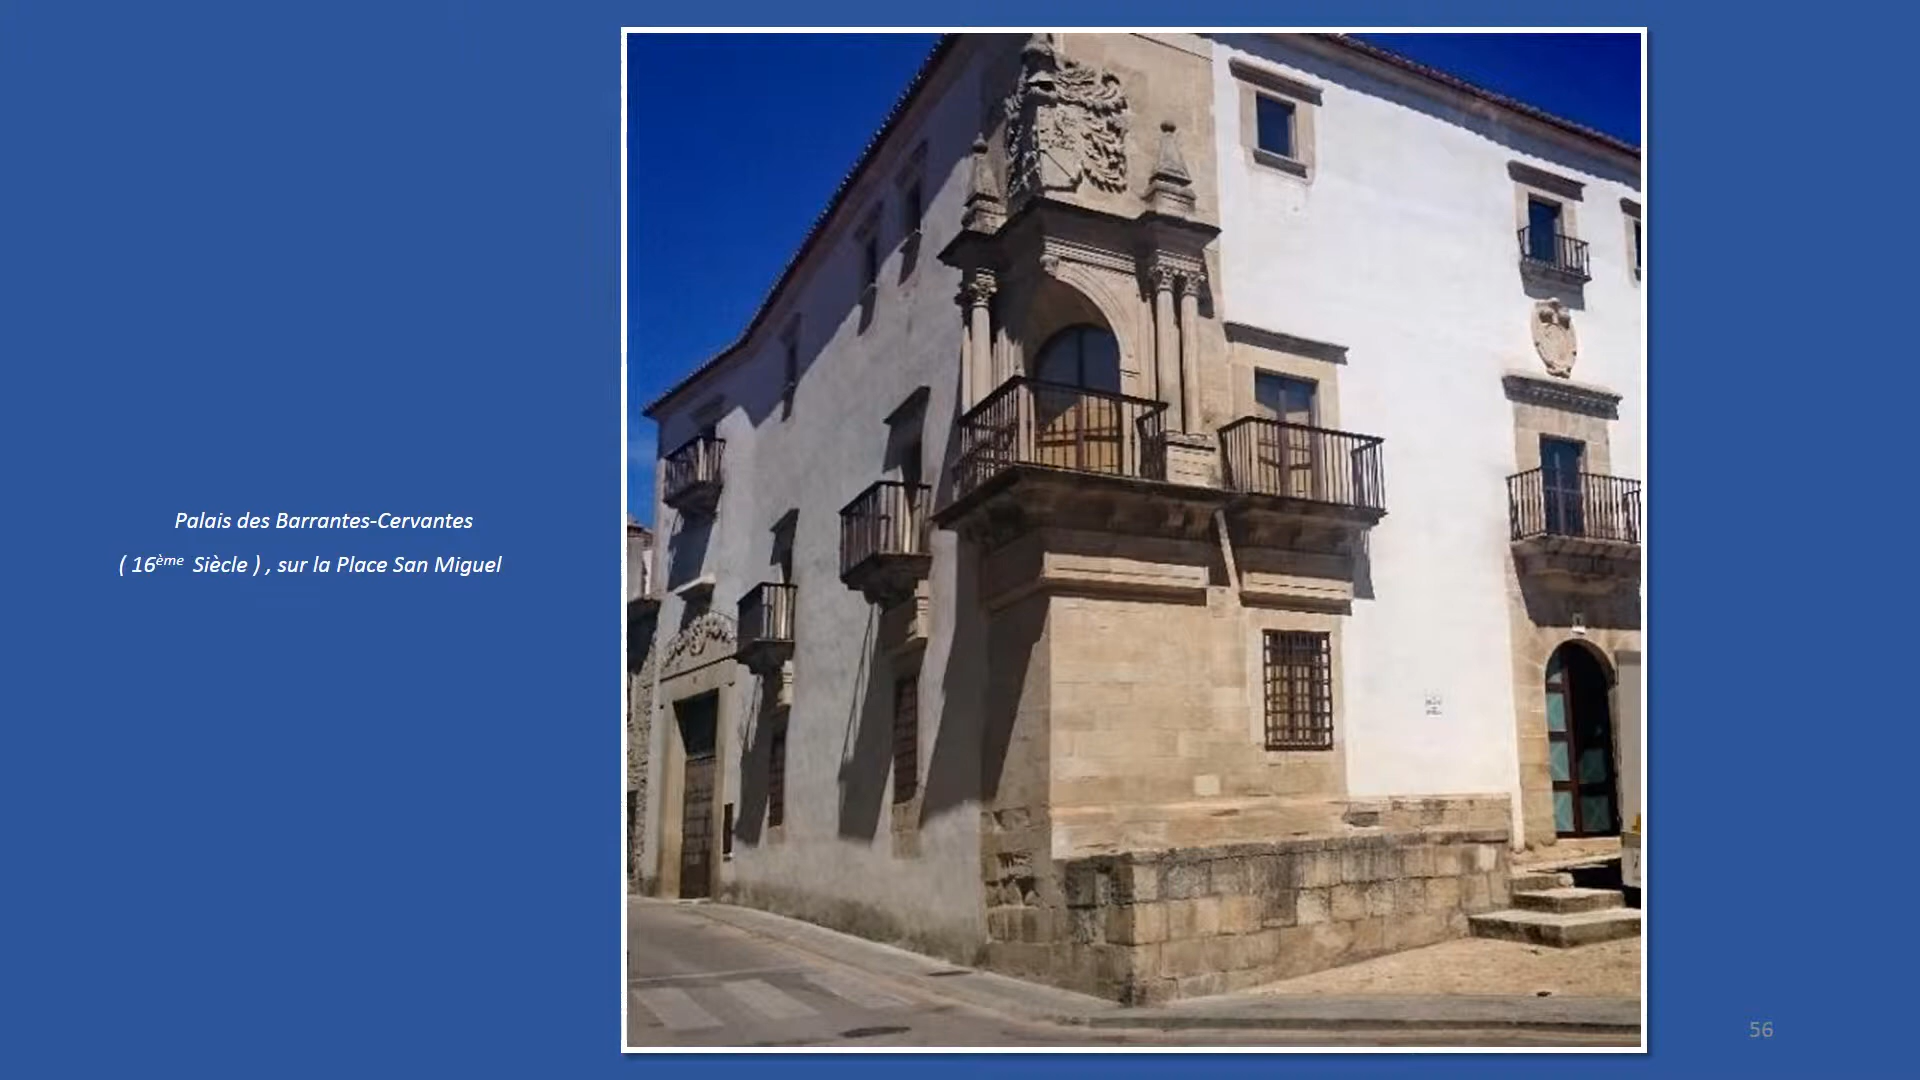 Palais des Barrantes-Cervantes
( 16ème Siècle ) , sur la Place San Miguel
56